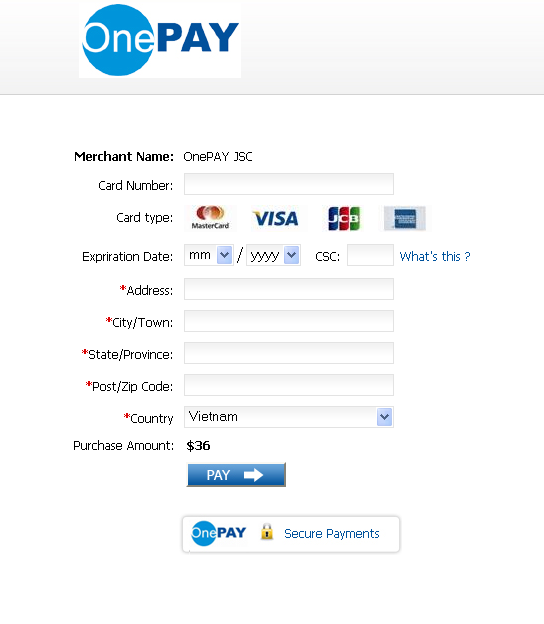 OnePAY
Merchant Name: OnePAY JSC
Card Number:
Card type: MasterCard VISA JCB
Expriration Date: mm / yyyy CSC: What's this ?
*Address:
*City/Town:
*State/Province:
*Post/Zip Code:
*Country Vietnam
Purchase Amount: $36
PAY
OnePAY Secure Payments